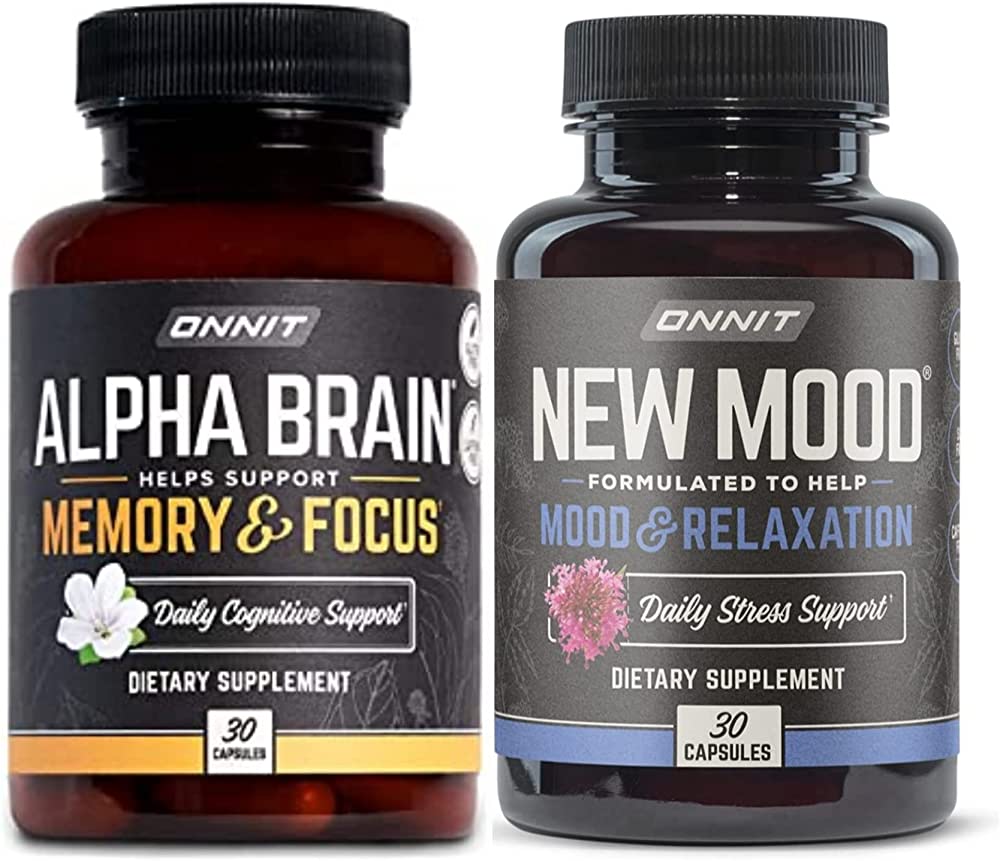 ONNIT
ALPHA BRAIN®
HELPS SUPPORT
MEMORY & FOCUS†
Daily Cognitive Support†
DIETARY SUPPLEMENT
30
CAPSULES
ONNIT
NEW MOOD®
FORMULATED TO HELP
MOOD & RELAXATION†
Daily Stress Support†
DIETARY SUPPLEMENT
30
CAPSULES